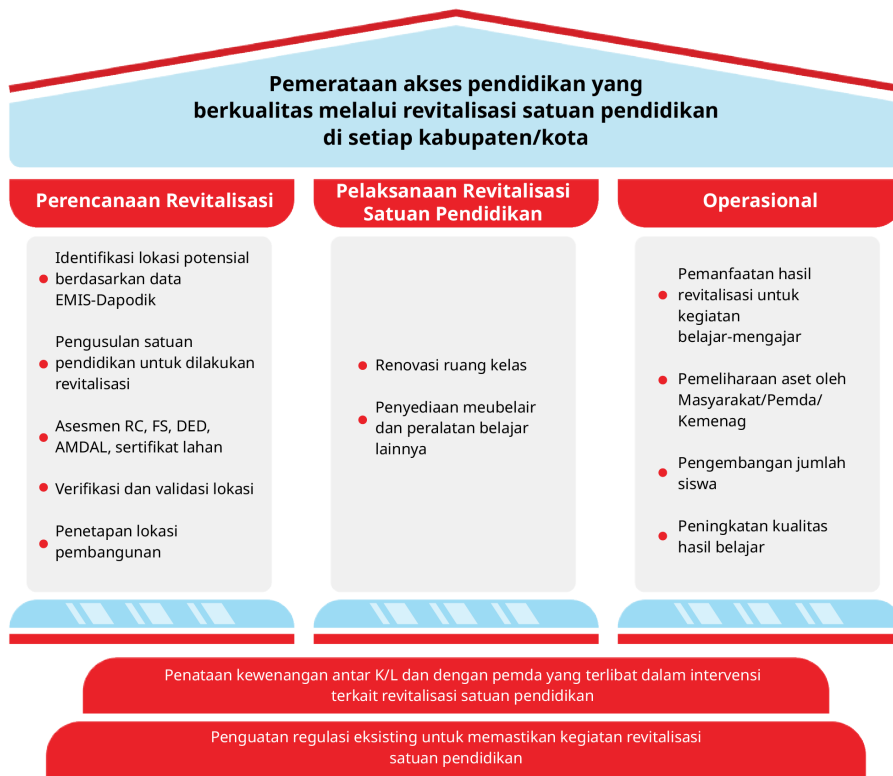 Pemerataan akses pendidikan yang
berkualitas melalui revitalisasi satuan pendidikan
di setiap kabupaten/kota
Perencanaan Revitalisasi
Identifikasi lokasi potensial
berdasarkan data
EMIS-Dapodik
Pengusulan satuan
pendidikan untuk dilakukan
revitalisasi
Asesmen RC, FS, DED,
AMDAL, sertifikat lahan
Verifikasi dan validasi lokasi
Penetapan lokasi
pembangunan
Pelaksanaan Revitalisasi
Satuan Pendidikan
Renovasi ruang kelas
Penyediaan meubelair
dan peralatan belajar
lainnya
Operasional
Pemanfaatan hasil
revitalisasi untuk
kegiatan
belajar-mengajar
Pemeliharaan aset oleh
Masyarakat/Pemda/
Kemenag
Pengembangan jumlah
siswa
Peningkatan kualitas
hasil belajar
Penataan kewenangan antar K/L dan dengan pemda yang terlibat dalam intervensi
terkait revitalisasi satuan pendidikan
Penguatan regulasi eksisting untuk memastikan kegiatan revitalisasi
satuan pendidikan